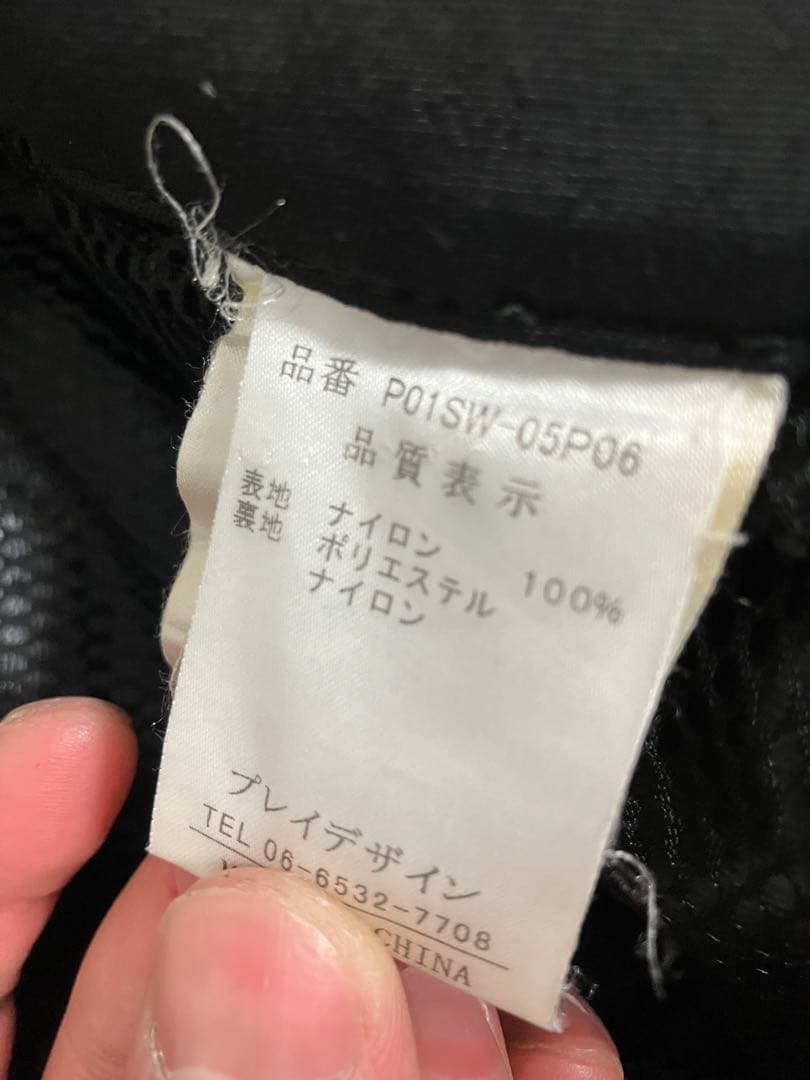 品番 P01SW-05P06
品質表示
表地 ナイロン 100%
裏地 ポリエステル
ナイロン
プレイデザイン
TEL 06-6532-7708
CHINA